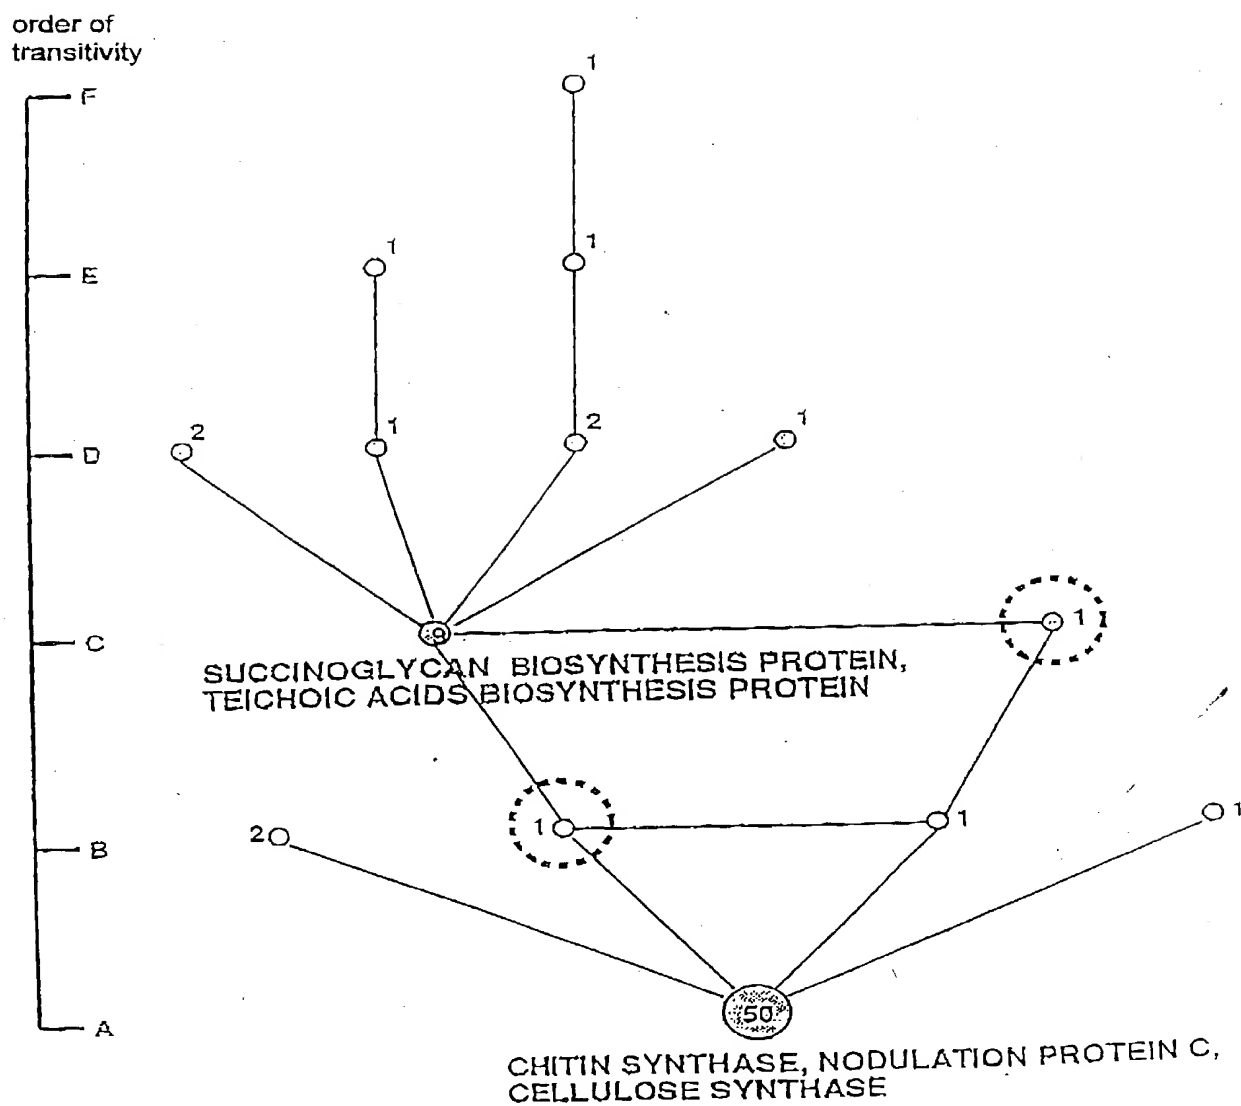 order of
transitivity
1
F
1
1
E
2
1
2
1
D
9
1
C
SUCCINOGLYCAN BIOSYNTHESIS PROTEIN,
TEICHOIC ACIDS BIOSYNTHESIS PROTEIN
2
1
1
1
B
50
A
CHITIN SYNTHASE, NODULATION PROTEIN C,
CELLULOSE SYNTHASE